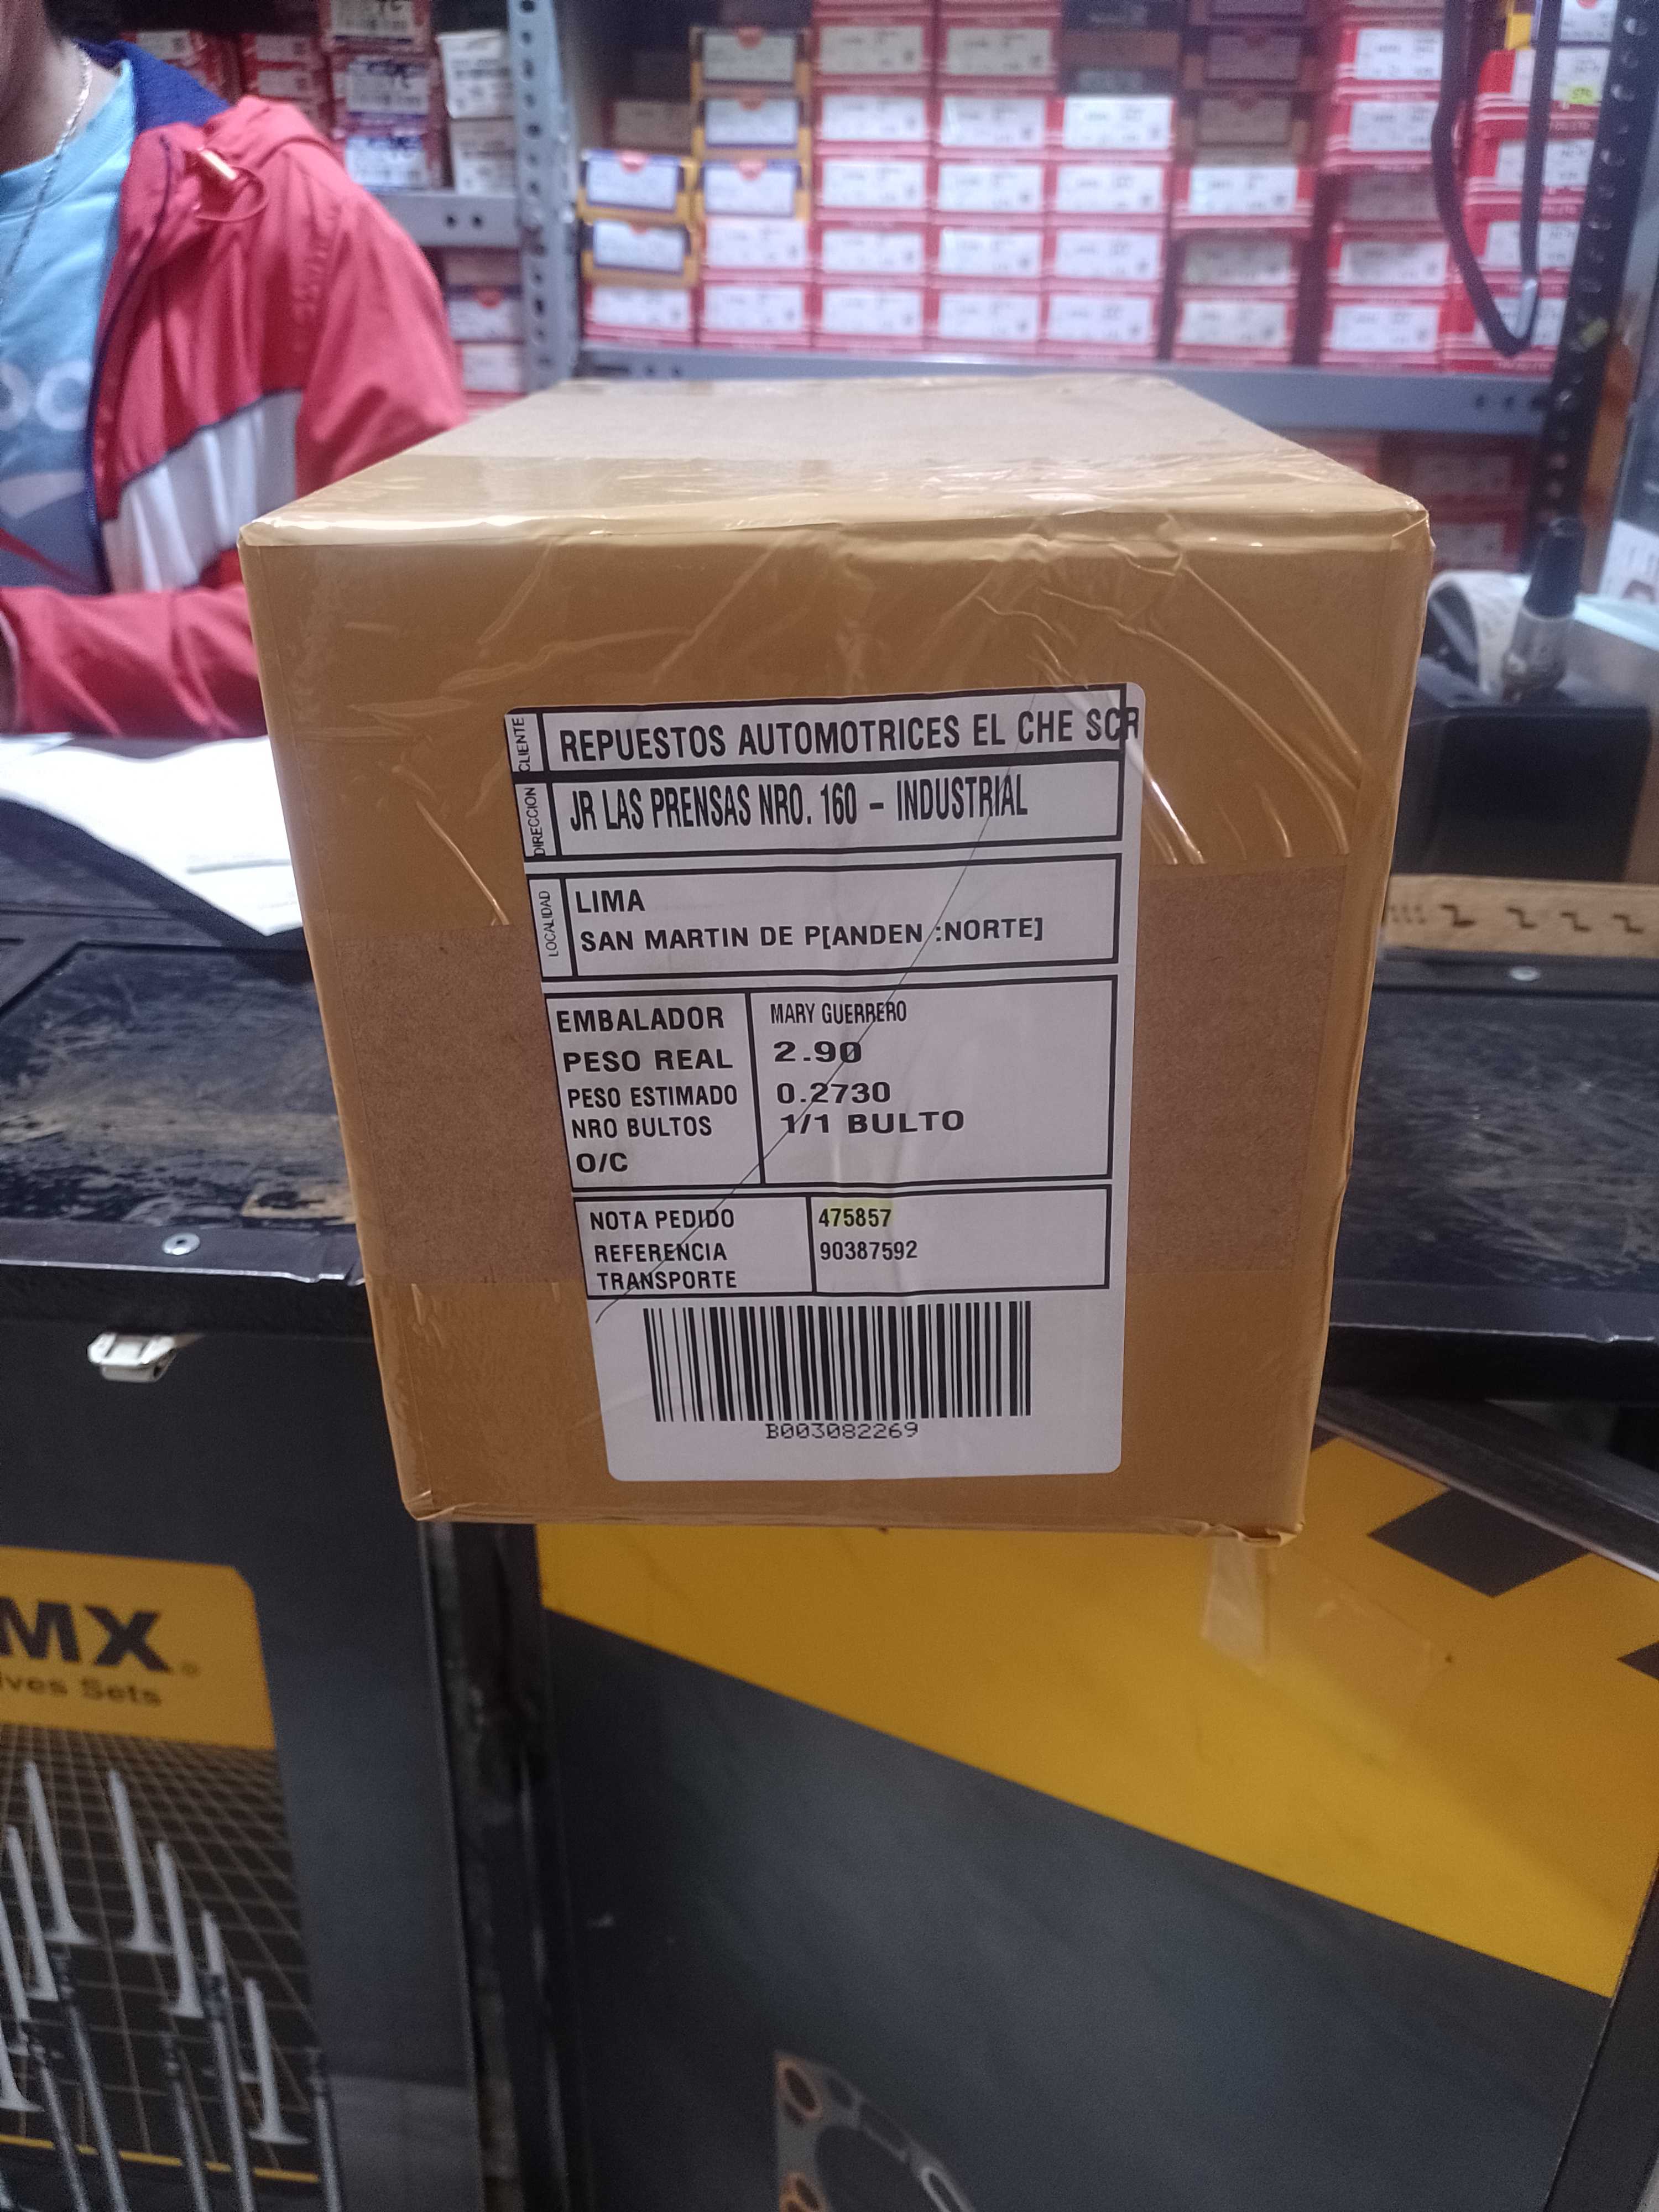 CLIENTE
REPUESTOS AUTOMOTRICES EL CHE SCR
DIRECCION
JR LAS PRENSAS NRO. 160 - INDUSTRIAL
LOCALIDAD
LIMA
SAN MARTIN DE P[ANDEN :NORTE]
EMBALADOR MARY GUERRERO
PESO REAL 2.90
PESO ESTIMADO 0.2730
NRO BULTOS 1/1 BULTO
O/C
NOTA PEDIDO 475857
REFERENCIA 90387592
TRANSPORTE
B003082269
MX
ves Sets